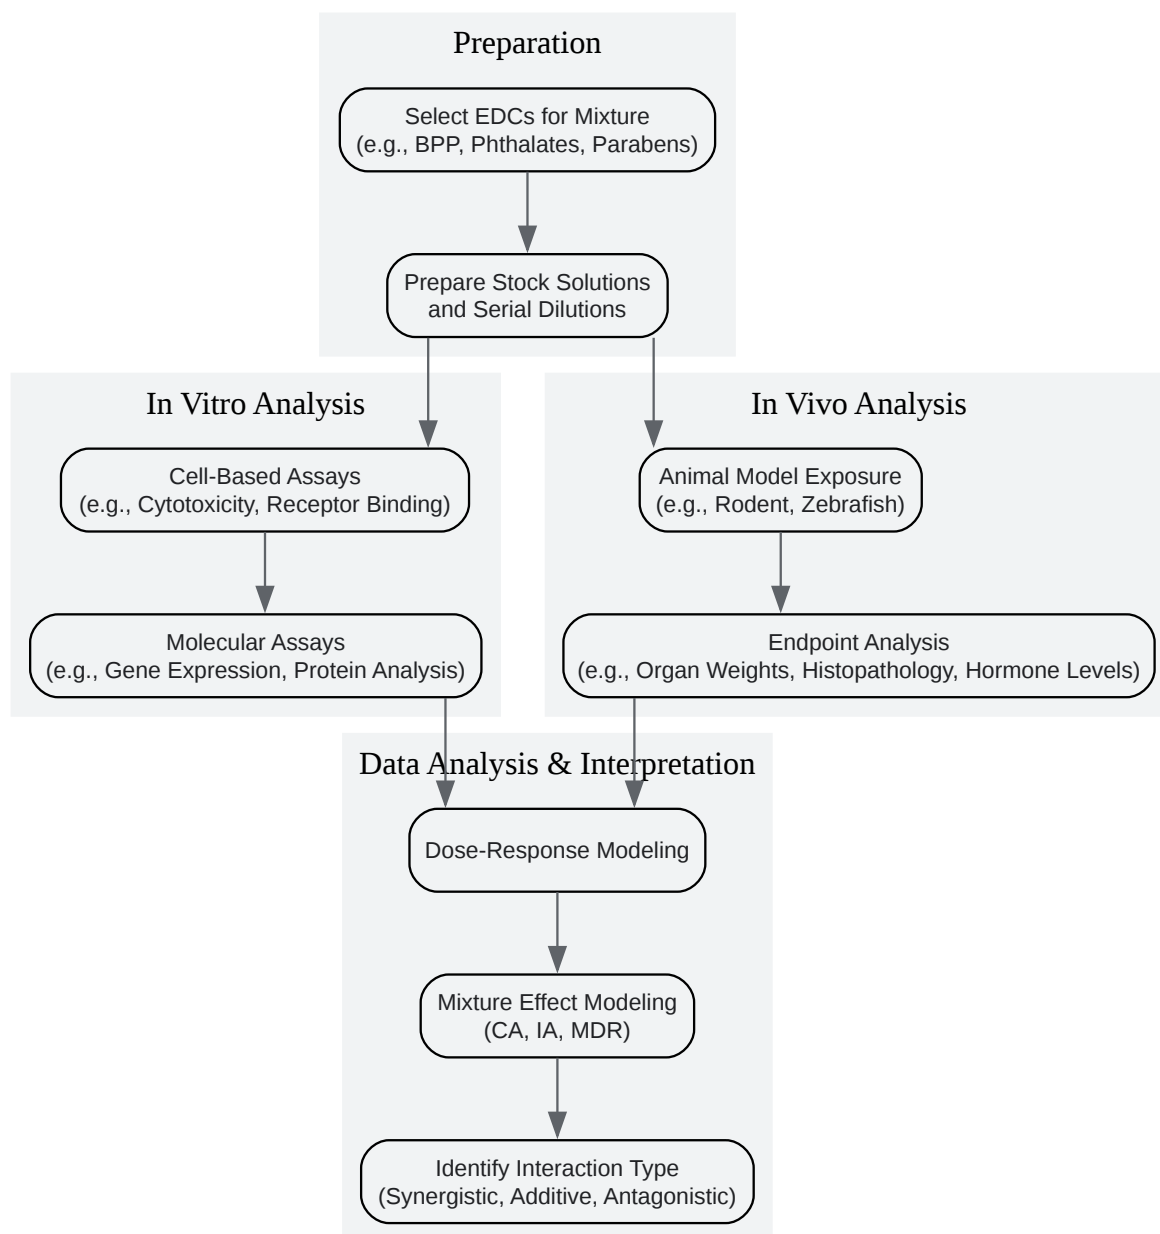 Preparation
Select EDCs for Mixture
(e.g., BPP, Phthalates, Parabens)
Prepare Stock Solutions
and Serial Dilutions
In Vitro Analysis
Cell-Based Assays
(e.g., Cytotoxicity, Receptor Binding)
Molecular Assays
(e.g., Gene Expression, Protein Analysis)
In Vivo Analysis
Animal Model Exposure
(e.g., Rodent, Zebrafish)
Endpoint Analysis
(e.g., Organ Weights, Histopathology, Hormone Levels)
Data Analysis & Interpretation
Dose-Response Modeling
Mixture Effect Modeling
(CA, IA, MDR)
Identify Interaction Type
(Synergistic, Additive, Antagonistic)